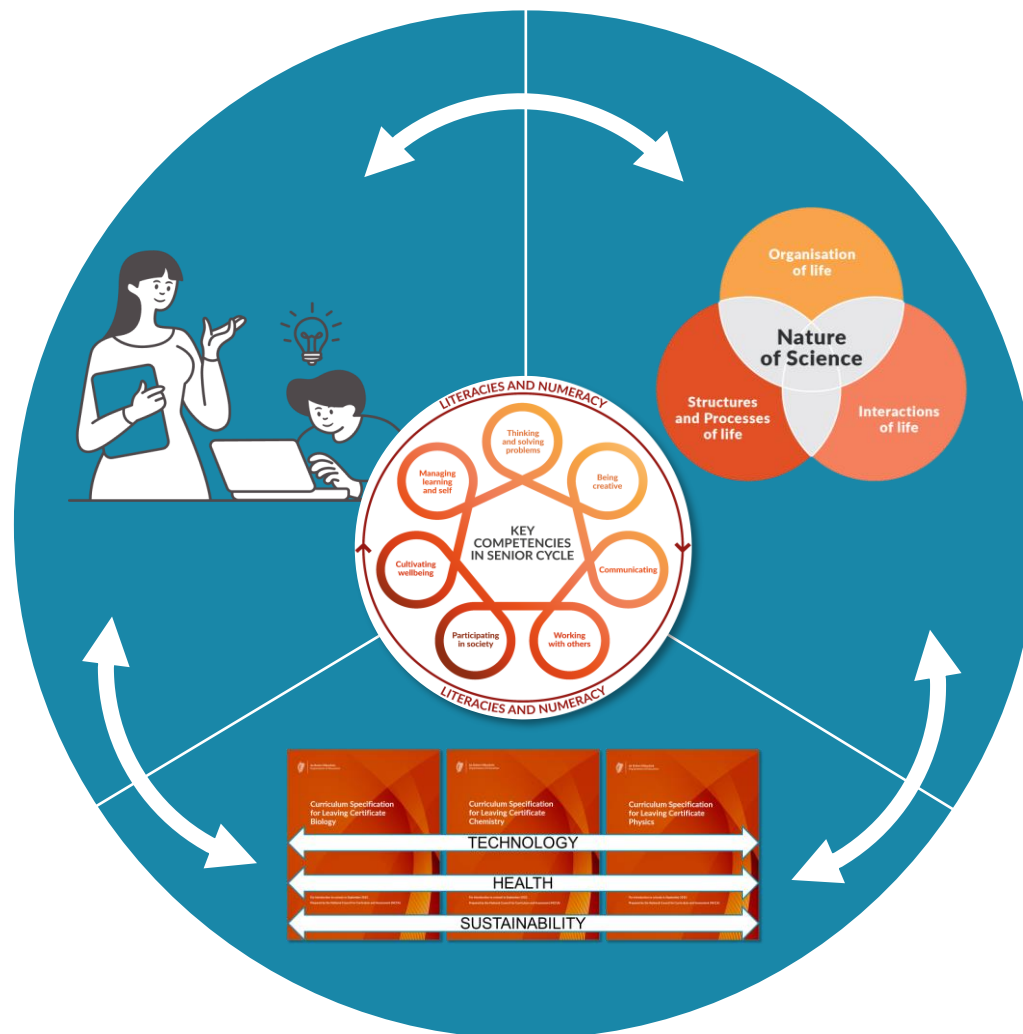 Organisation
of life
Nature
of Science
Structures
and Processes
of life
Interactions
of life
LITERACIES AND NUMERACY
Thinking
and solving
problems
Managing
learning
and self
Being
creative
KEY
COMPETENCIES
IN SENIOR CYCLE
Cultivating
wellbeing
Communicating
Participating
in society
Working
with others
LITERACIES AND NUMERACY
Curriculum Specification
for Leaving Certificate
Biology
Curriculum Specification
for Leaving Certificate
Chemistry
Curriculum Specification
for Leaving Certificate
Physics
TECHNOLOGY
HEALTH
SUSTAINABILITY